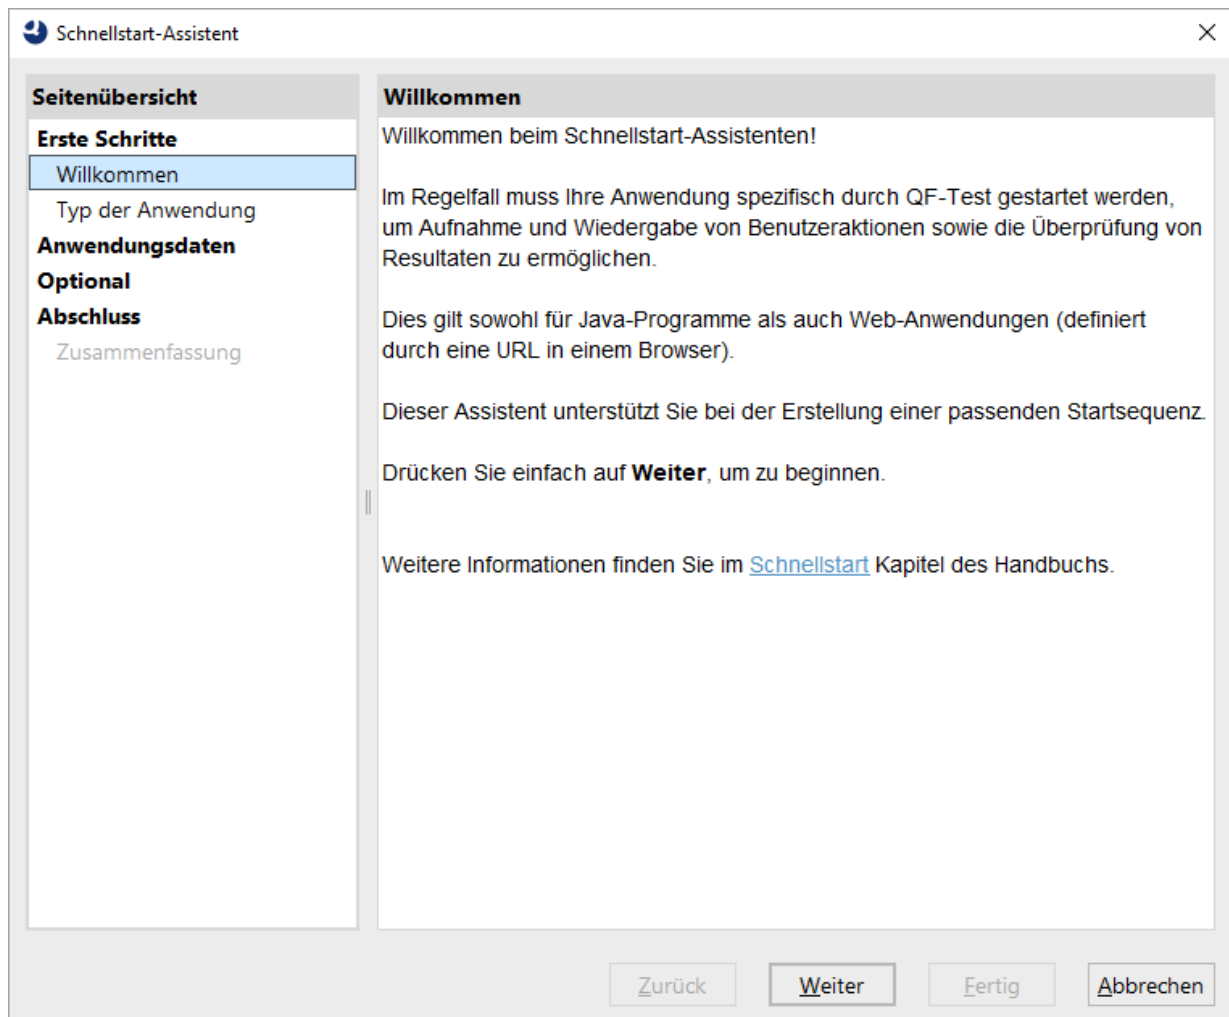 Schnellstart-Assistent
Seitenübersicht
Erste Schritte
Willkommen
Typ der Anwendung
Anwendungsdaten
Optional
Abschluss
Zusammenfassung
Willkommen
Willkommen beim Schnellstart-Assistenten!
Im Regelfall muss Ihre Anwendung spezifisch durch QF-Test gestartet werden,
um Aufnahme und Wiedergabe von Benutzeraktionen sowie die Überprüfung von
Resultaten zu ermöglichen.
Dies gilt sowohl für Java-Programme als auch Web-Anwendungen (definiert
durch eine URL in einem Browser).
Dieser Assistent unterstützt Sie bei der Erstellung einer passenden Startsequenz.
Drücken Sie einfach auf Weiter, um zu beginnen.
Weitere Informationen finden Sie im Schnellstart Kapitel des Handbuchs.
Zurück Weiter Fertig Abbrechen